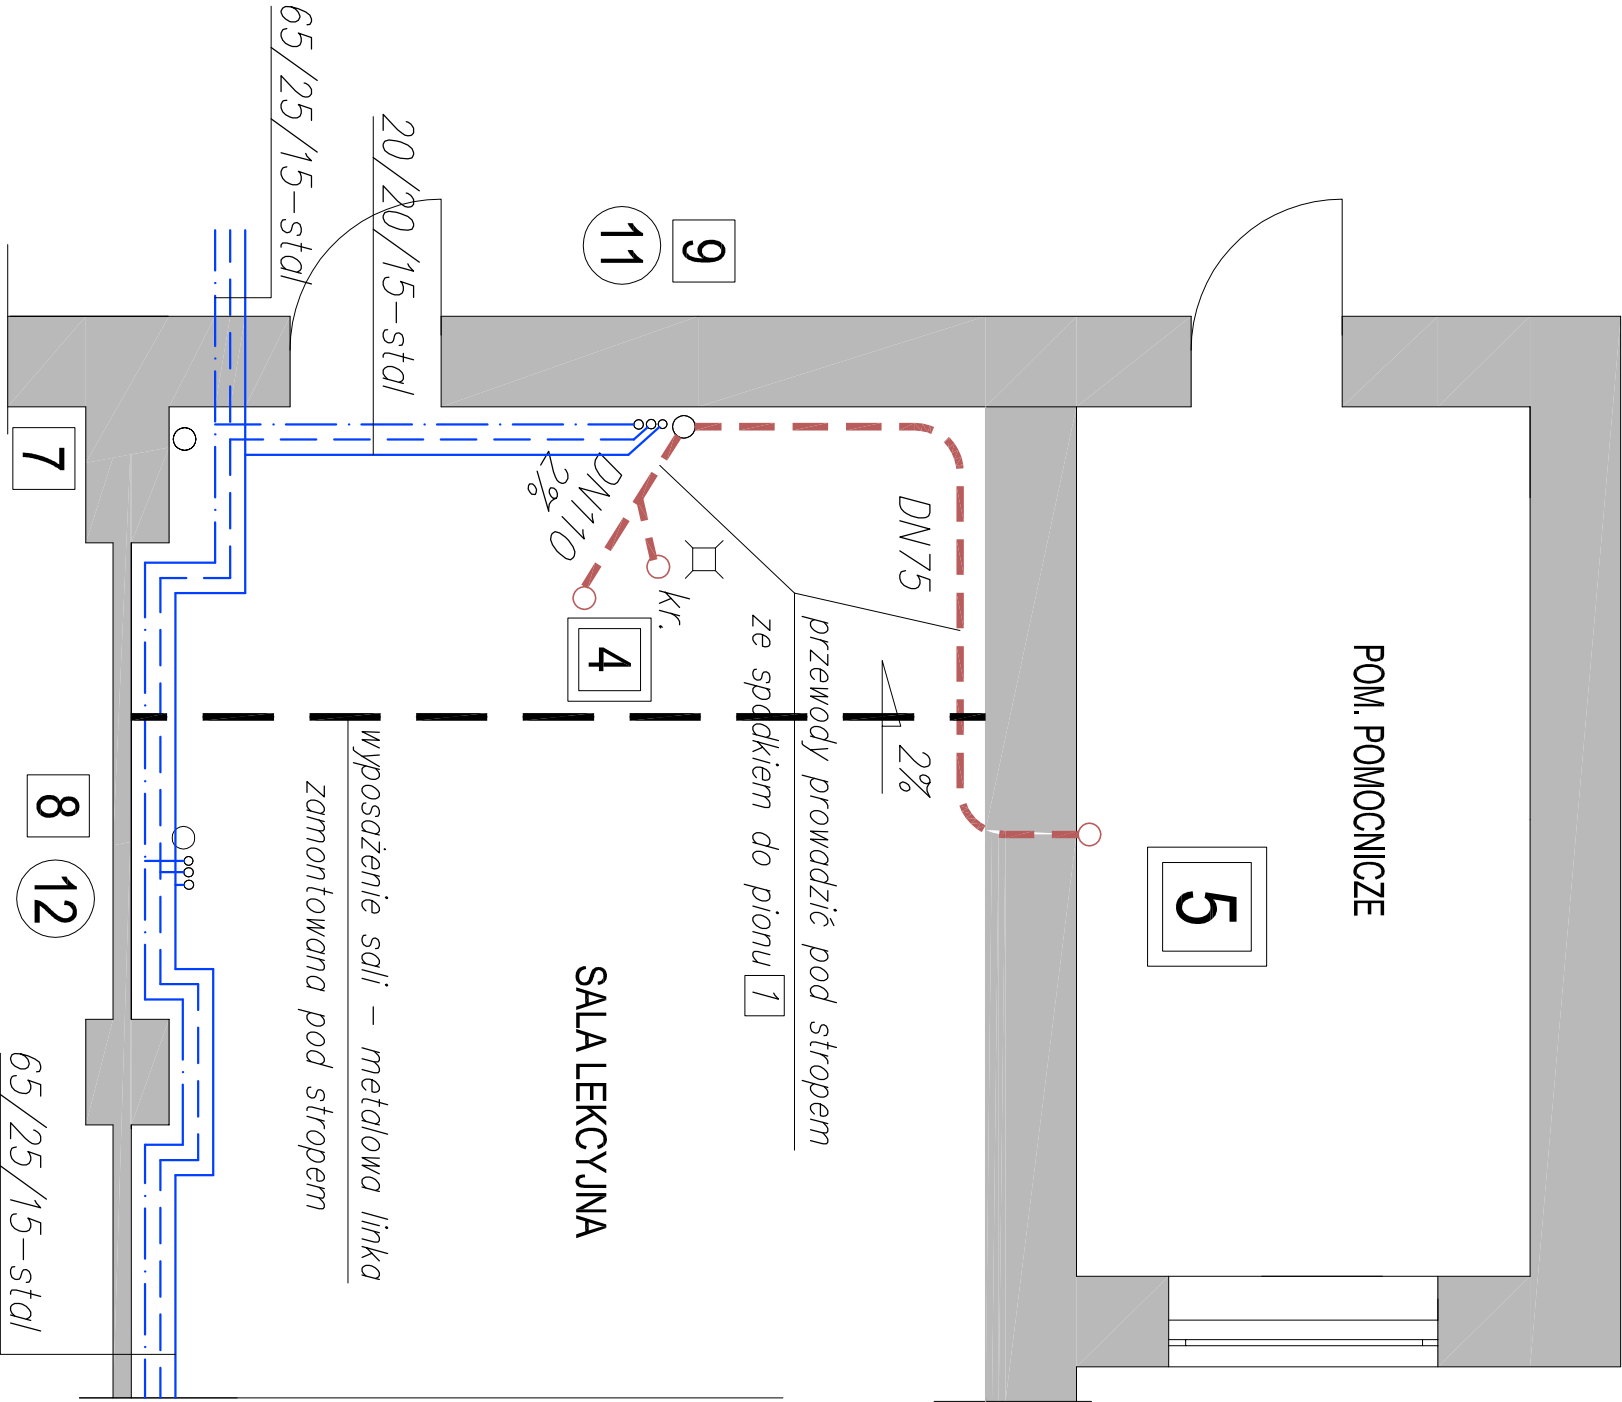 POM. POMOCNICZE
5
DN75
2%
przewody prowadzić pod stropem
ze spadkiem do pionu 1
9
11
kr.
4
DN110
2%
SALA LEKCYJNA
20/20/15-stal
wyposażenie sali - metalowa linka
zamontowana pod stropem
65/25/15-stal
7
8
12
65/25/15-stal